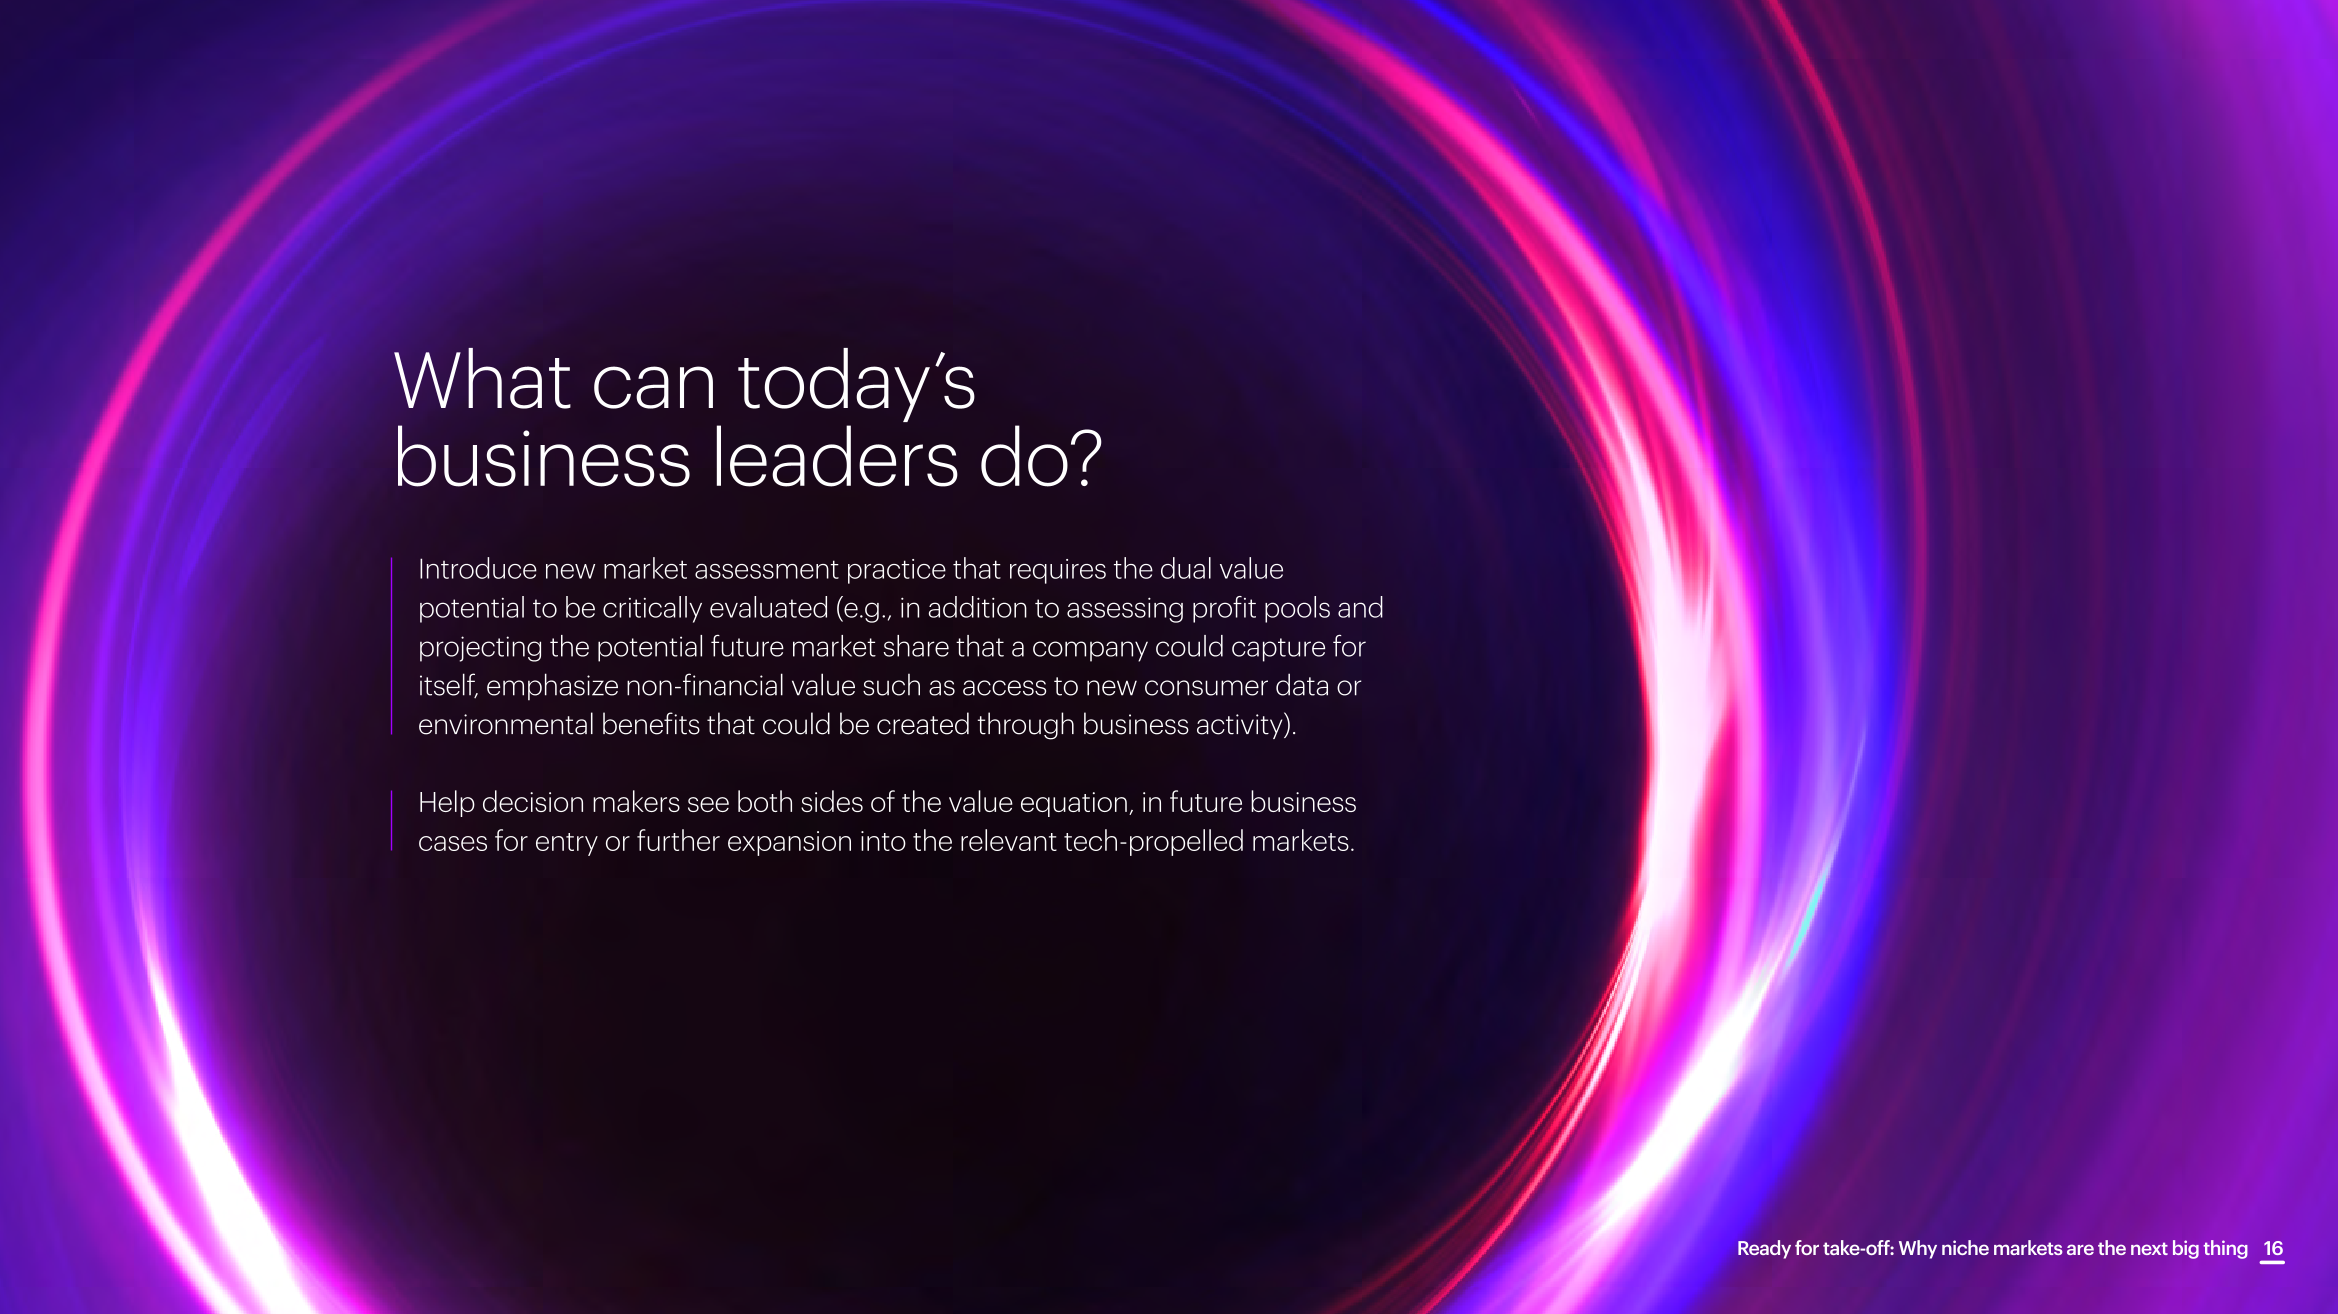 What can today’s
business leaders do?
Introduce new market assessment practice that requires the dual value
potential to be critically evaluated (e.g., in addition to assessing profit pools and
projecting the potential future market share that a company could capture for
itself, emphasize non-financial value such as access to new consumer data or
environmental benefits that could be created through business activity).
Help decision makers see both sides of the value equation, in future business
cases for entry or further expansion into the relevant tech-propelled markets.
Ready for take-off: Why niche markets are the next big thing 16